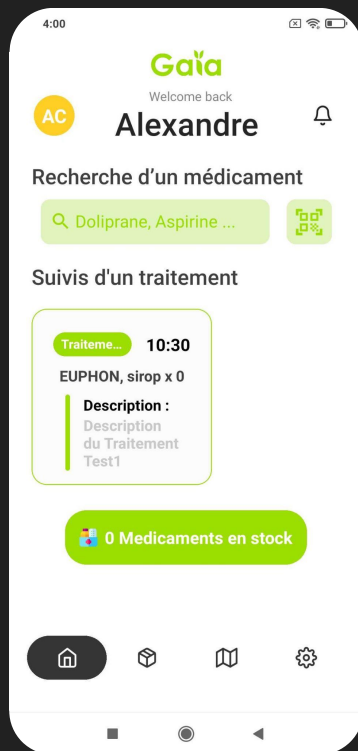 4:00
Gaïa
Welcome back
AC
Alexandre
Recherche d'un médicament
Doliprane, Aspirine ...
Suivis d'un traitement
Traiteme... 10:30
EUPHON, sirop x 0
Description :
Description
du Traitement
Test1
0 Medicaments en stock